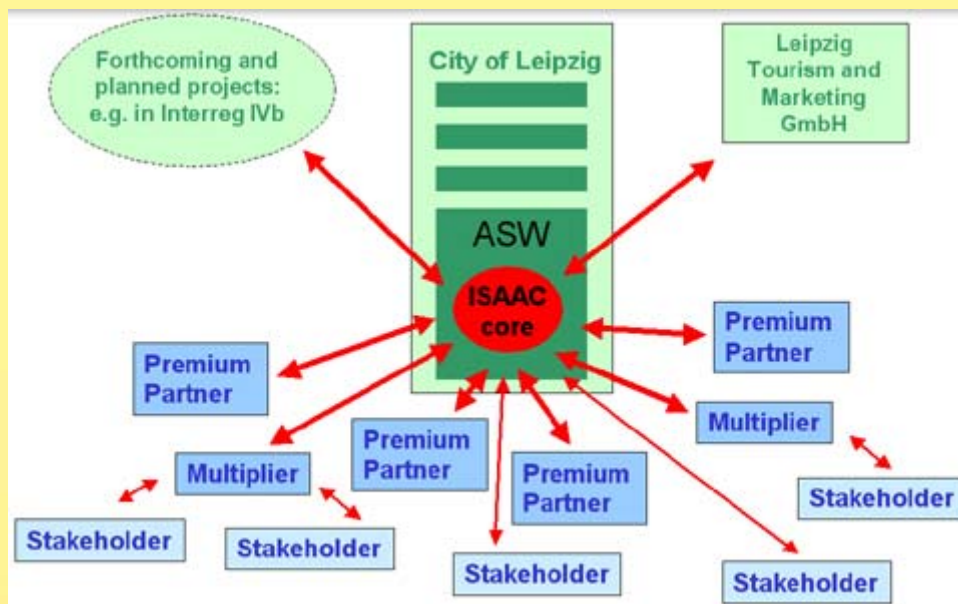 Forthcoming and
planned projects:
e.g. in Interreg IVb
City of Leipzig
Leipzig
Tourism and
Marketing
GmbH
ASW
ISAAC
core
Premium
Partner
Premium
Partner
Multiplier
Premium
Partner
Multiplier
Premium
Partner
Stakeholder
Stakeholder
Stakeholder
Stakeholder
Stakeholder